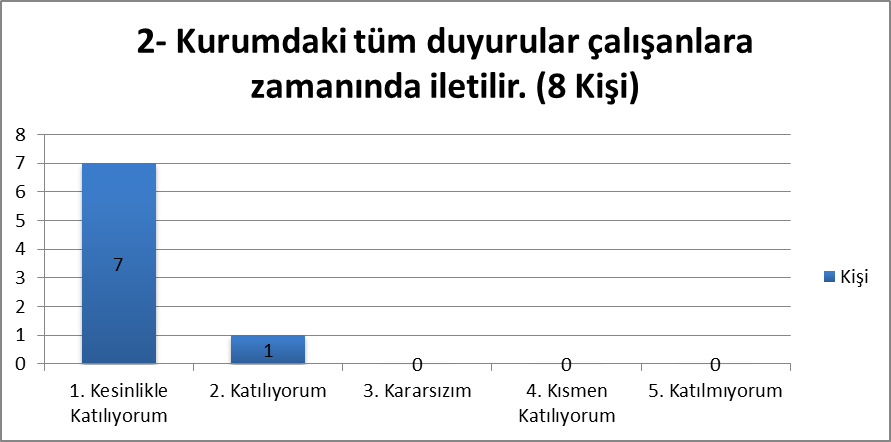 2- Kurumdaki tüm duyurular çalışanlara
zamanında iletilir. (8 Kişi)
8
7
6
5
4
3
2
1
0
7
1
0
0
0
1. Kesinlikle
Katılıyorum
2. Katılıyorum
3. Kararsızım
4. Kısmen
Katılıyorum
5. Katılmıyorum
Kişi